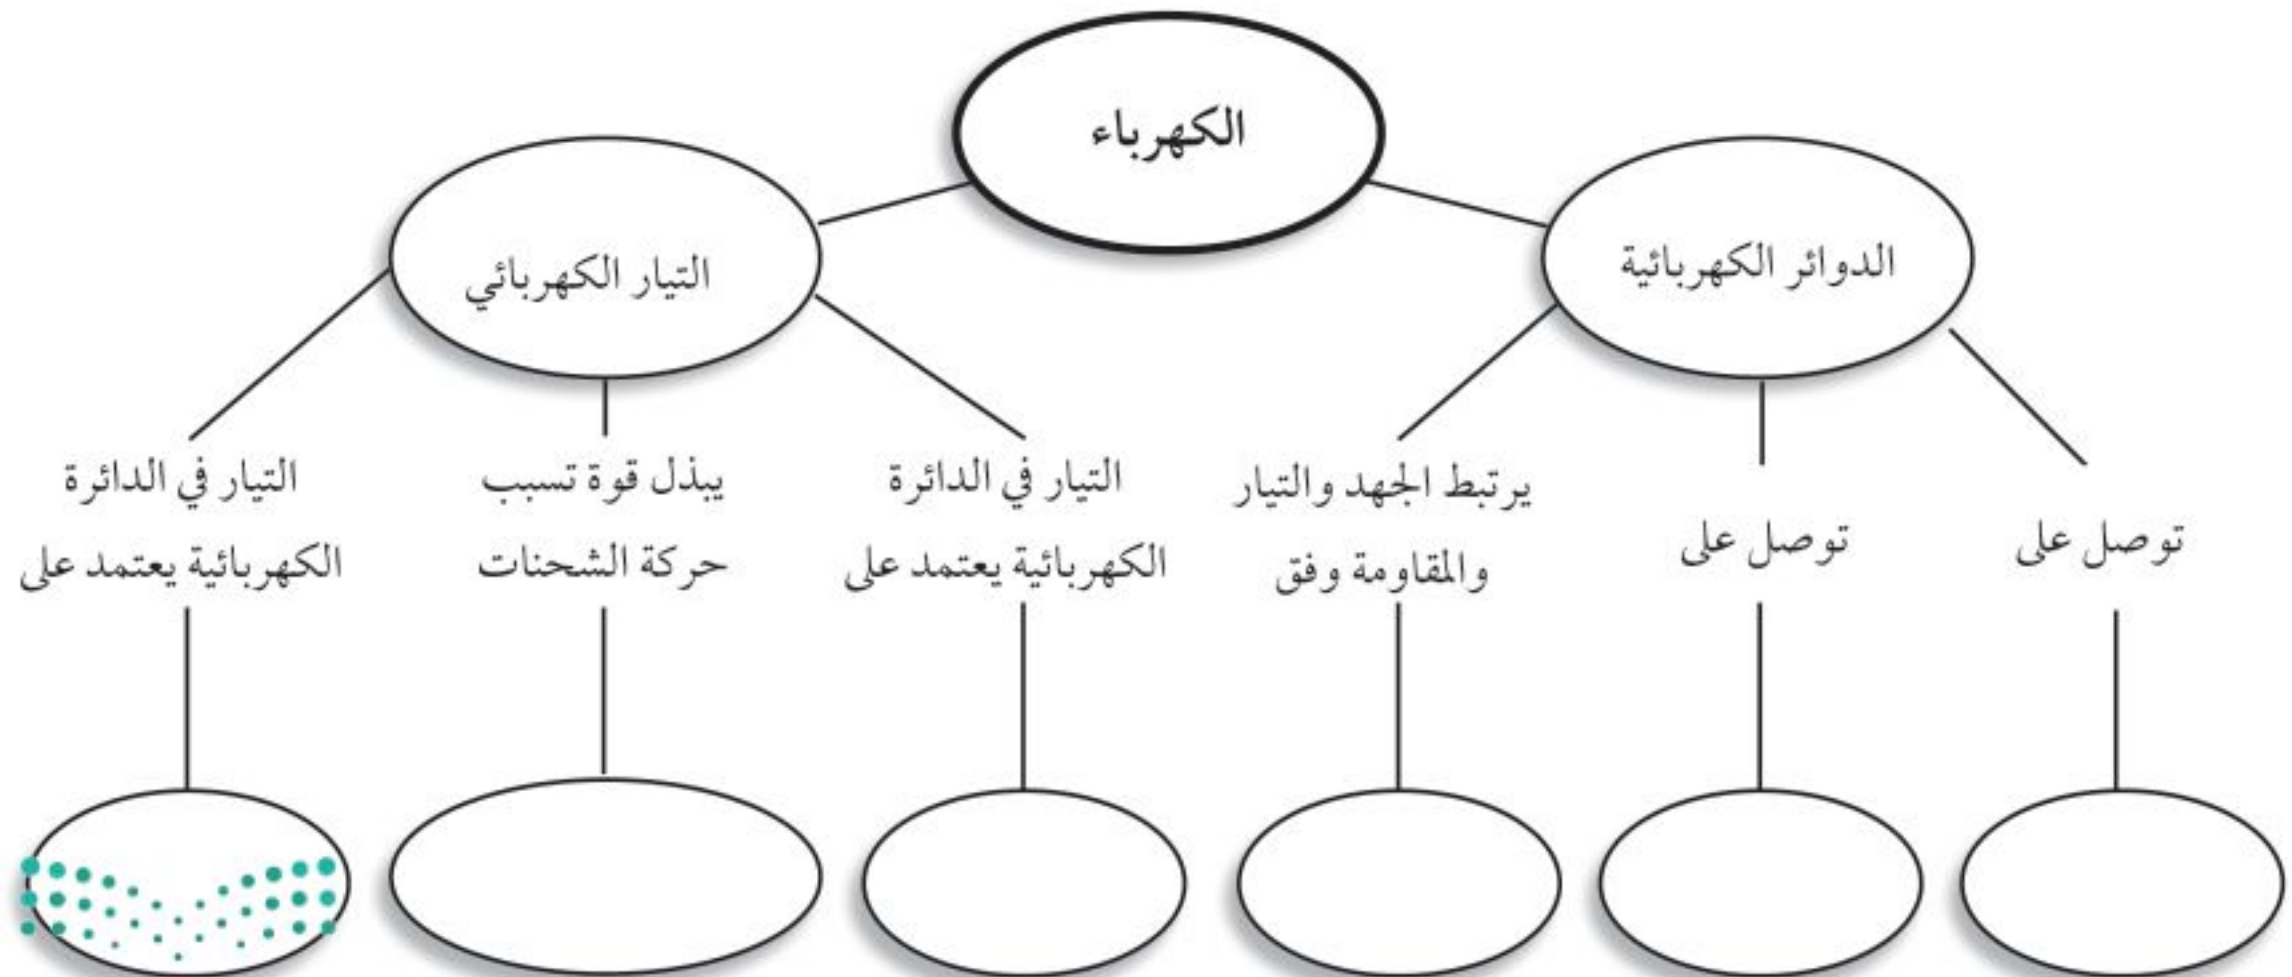 الكهرباء
الدوائر الكهربائية
التيار الكهربائي
توصل على
توصل على
يرتبط الجهد والتيار
والمقاومة وفق
التيار في الدائرة
الكهربائية يعتمد على
يبذل قوة تسبب
حركة الشحنات
التيار في الدائرة
الكهربائية يعتمد على